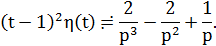 (t−1)²η(t) ≓ 2/p³ − 2/p² + 1/p.